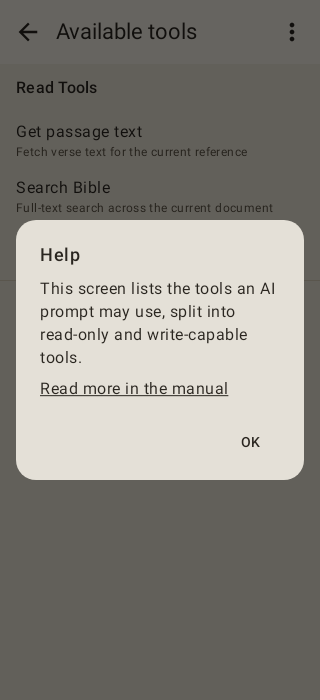 Available tools
Read Tools
Get passage text
Fetch verse text for the current reference
Search Bible
Full-text search across the current document
Help
This screen lists the tools an AI
prompt may use, split into
read-only and write-capable
tools.
Read more in the manual
OK